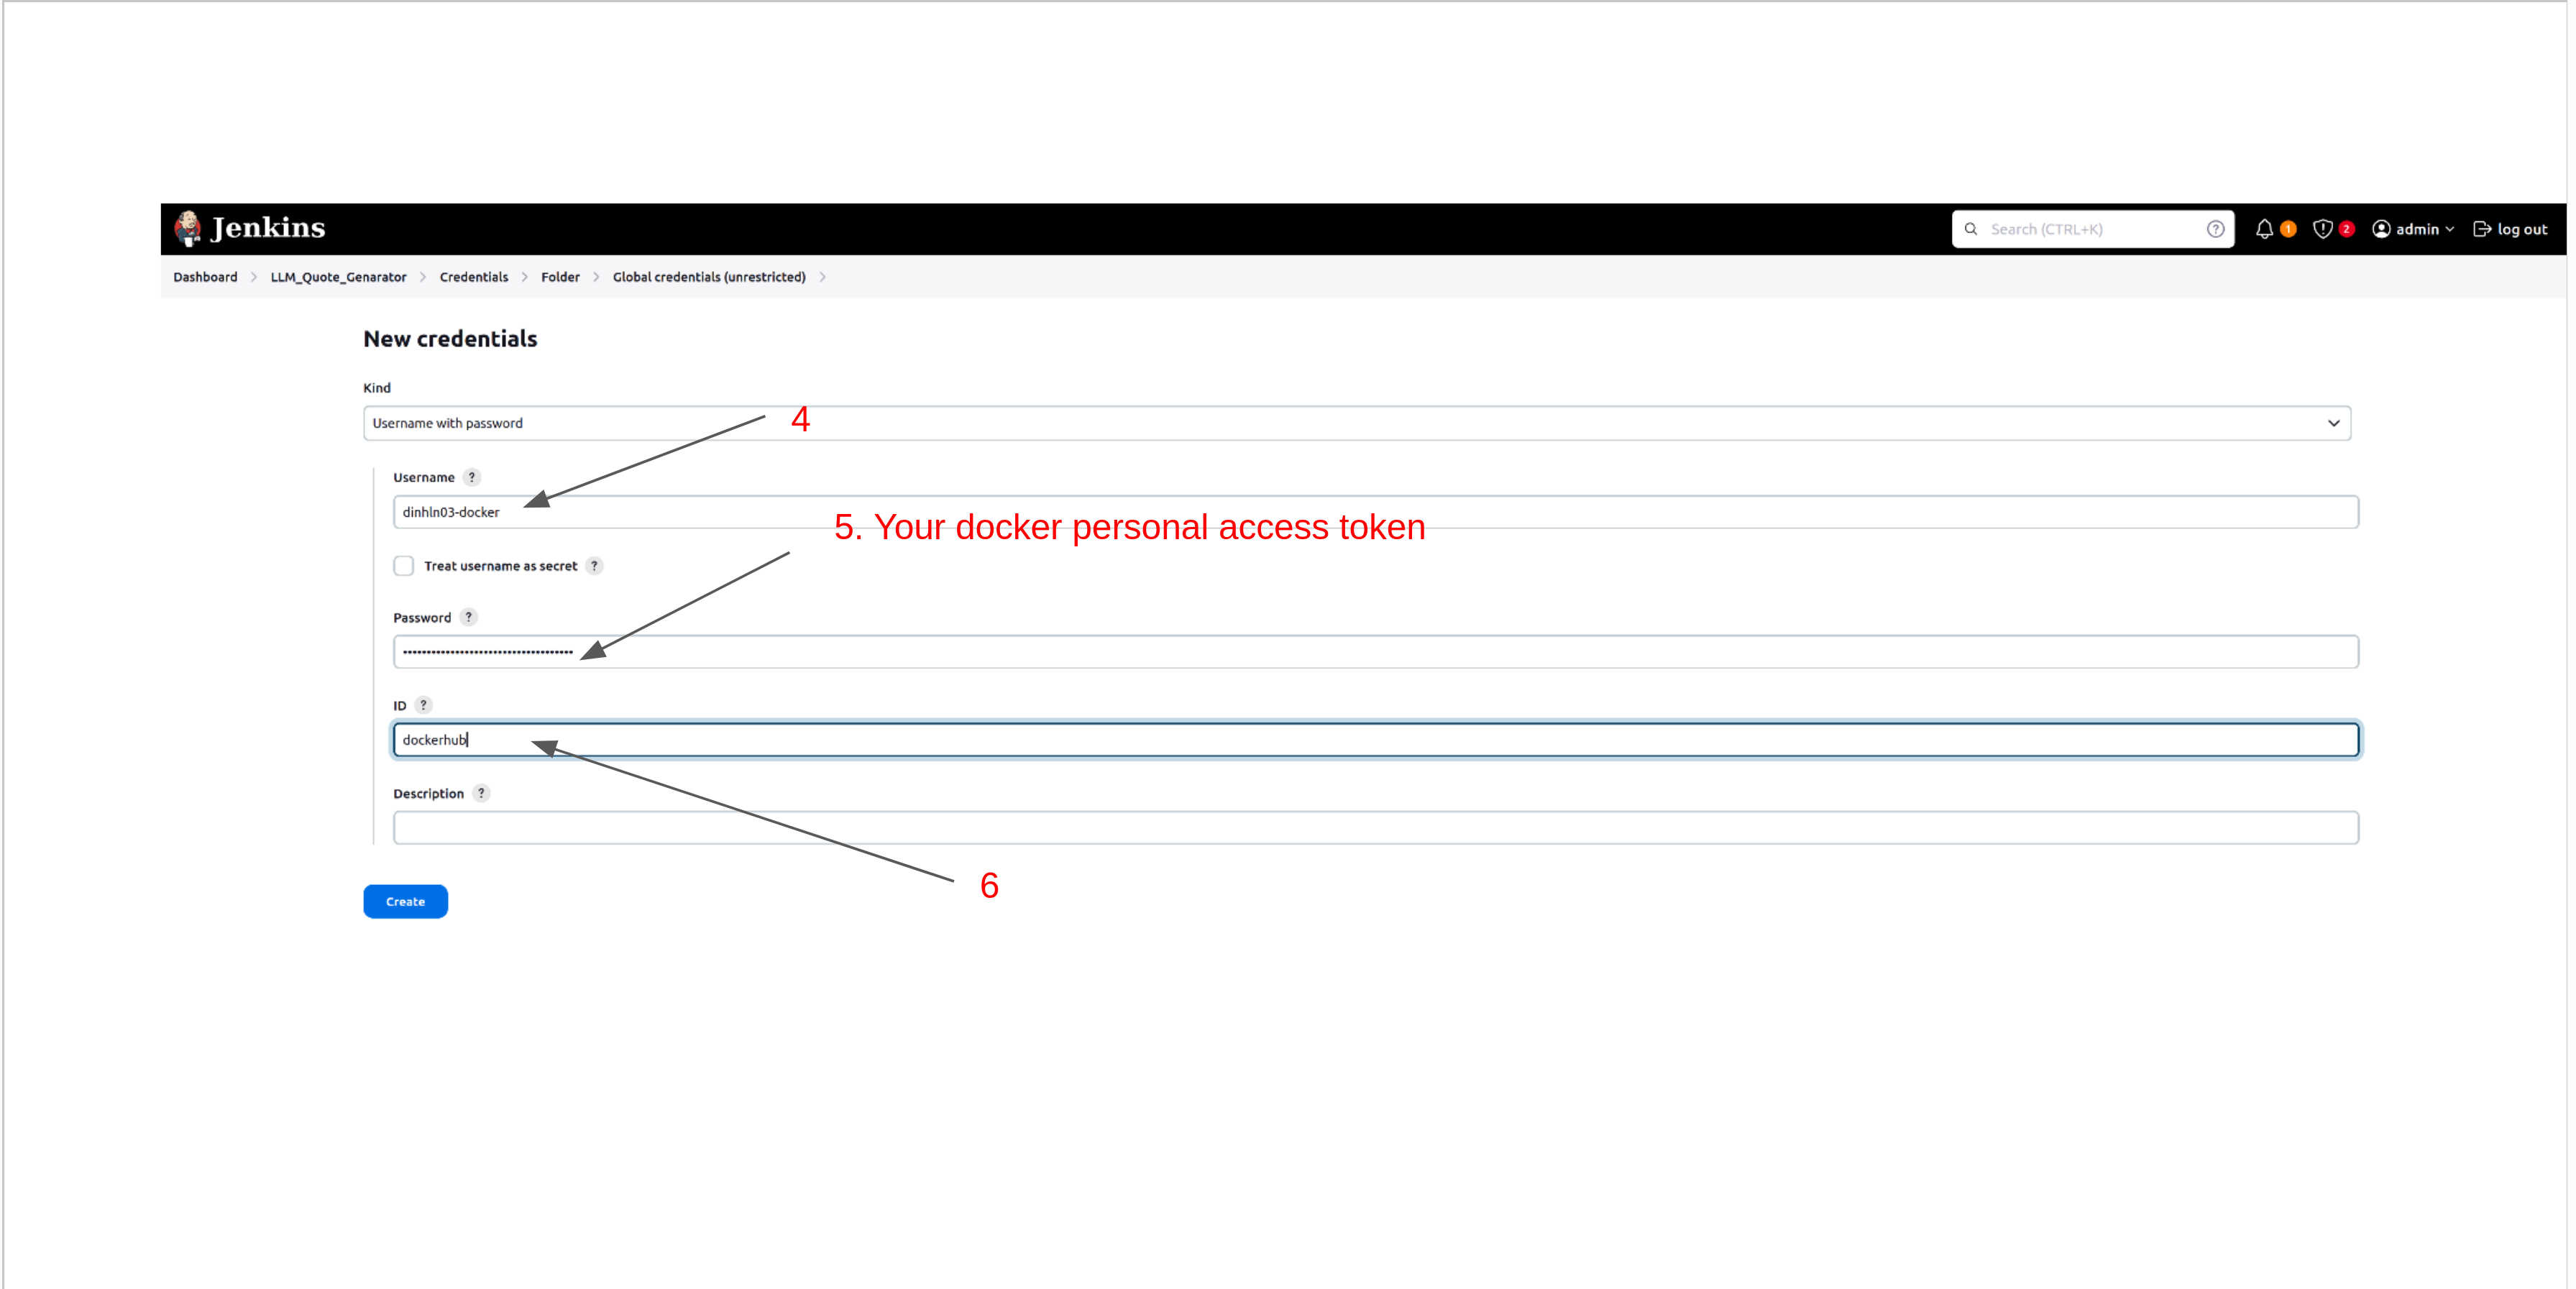 Jenkins
Search (CTRL+K) ? 1 2 admin log out
Dashboard > LLM_Quote_Genarator > Credentials > Folder > Global credentials (unrestricted) >
New credentials
Kind
Username with password
4
Username ?
dinhln03-docker
5. Your docker personal access token
Treat username as secret ?
Password ?
ID ?
dockerhub
Description ?
6
Create